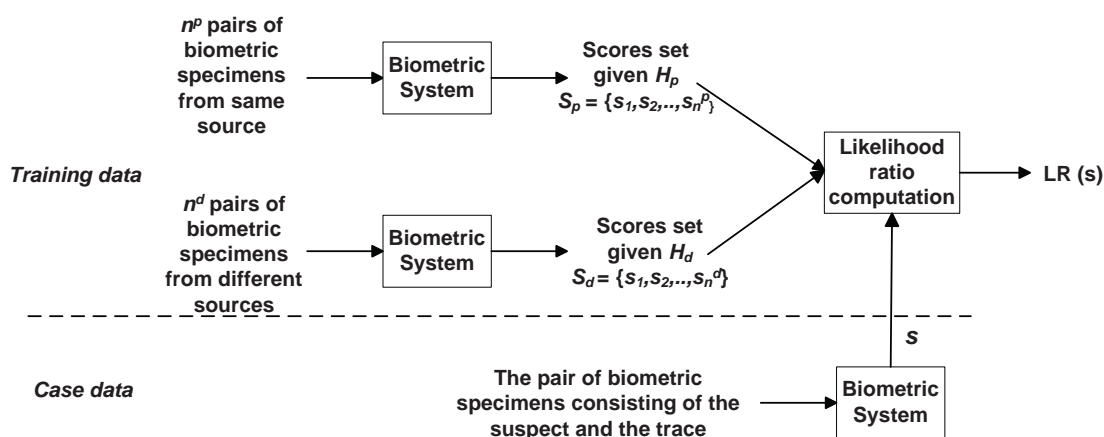 n^p pairs of
biometric
specimens
from same
source
Biometric
System
Scores set
given H_p
S_p = {s_1,s_2,..,s_n^p}
Training data
Likelihood
ratio
computation
LR (s)
n^d pairs of
biometric
specimens
from different
sources
Biometric
System
Scores set
given H_d
S_d = {s_1,s_2,..,s_n^d}
s
Case data
The pair of biometric
specimens consisting of the
suspect and the trace
Biometric
System